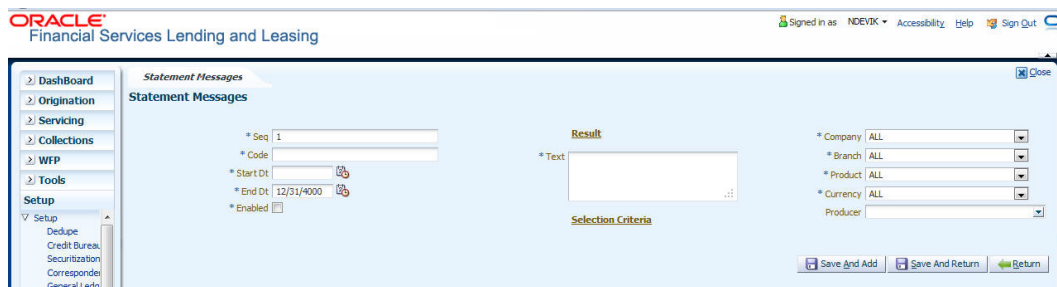 ORACLE
Financial Services Lending and Leasing
Signed in as NDEVIK Accessibility Help Sign Out
Close
DashBoard
Origination
Servicing
Collections
WFP
Tools
Setup
Setup
Dedupe
Credit Bureau
Securitization
Corresponden
General Ledg
Statement Messages
Statement Messages
* Seq 1
* Code
* Start Dt
* End Dt 12/31/4000
* Enabled
Result
* Text
Selection Criteria
* Company ALL
* Branch ALL
* Product ALL
* Currency ALL
Producer
Save And Add Save And Return Return